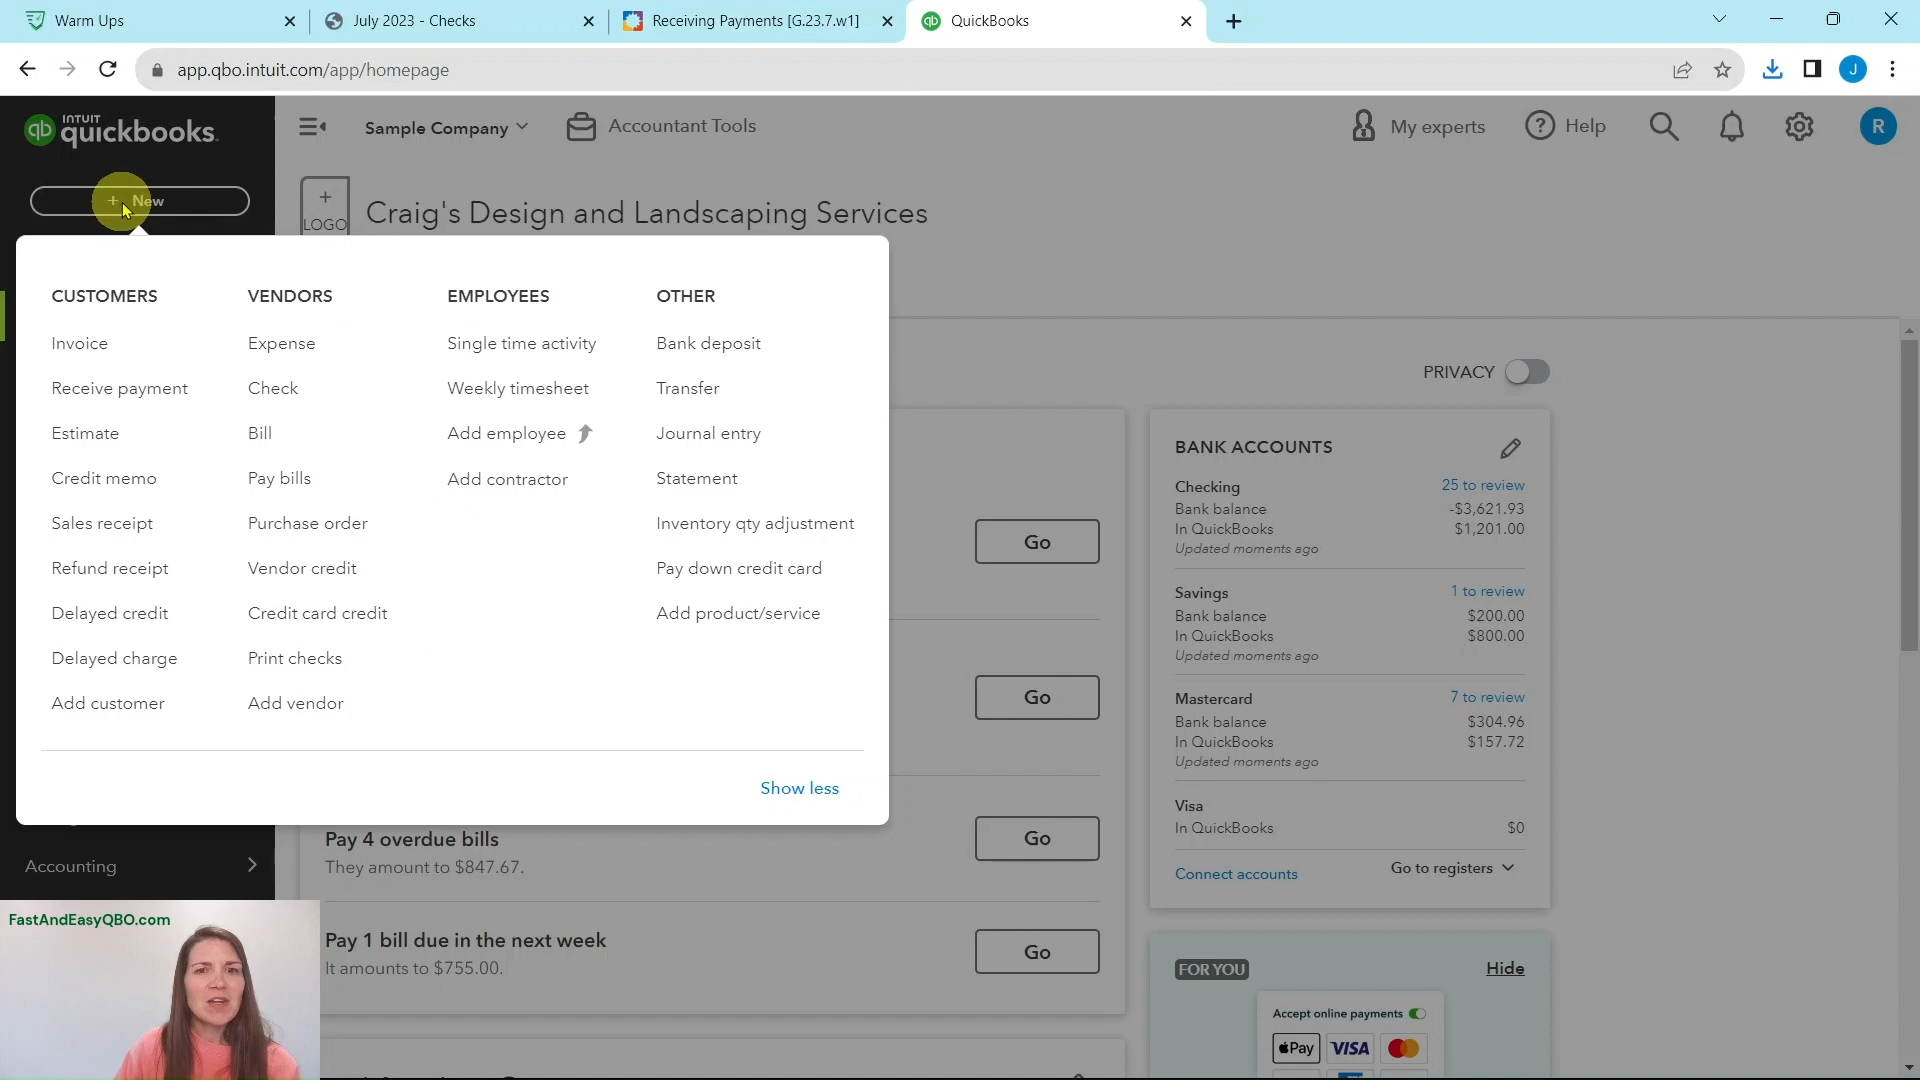 Warm Ups
July 2023 - Checks
Receiving Payments [G.23.7.w1]
QuickBooks
app.qbo.intuit.com/app/homepage
J
INTUIT
qb quickbooks.
Sample Company
Accountant Tools
My experts
? Help
R
+ New
+
LOGO
Craig's Design and Landscaping Services
CUSTOMERS
Invoice
Receive payment
Estimate
Credit memo
Sales receipt
Refund receipt
Delayed credit
Delayed charge
Add customer
VENDORS
Expense
Check
Bill
Pay bills
Purchase order
Vendor credit
Credit card credit
Print checks
Add vendor
EMPLOYEES
Single time activity
Weekly timesheet
Add employee
Add contractor
OTHER
Bank deposit
Transfer
Journal entry
Statement
Inventory qty adjustment
Pay down credit card
Add product/service
Show less
Accounting
PRIVACY
Go
Go
Pay 4 overdue bills
They amount to $847.67.
Go
Pay 1 bill due in the next week
It amounts to $755.00.
Go
BANK ACCOUNTS
Checking 25 to review
Bank balance -$3,621.93
In QuickBooks $1,201.00
Updated moments ago
Savings 1 to review
Bank balance $200.00
In QuickBooks $800.00
Updated moments ago
Mastercard 7 to review
Bank balance $304.96
In QuickBooks $157.72
Updated moments ago
Visa
In QuickBooks $0
Connect accounts Go to registers
FOR YOU Hide
Accept online payments
Pay VISA
FastAndEasyQBO.com